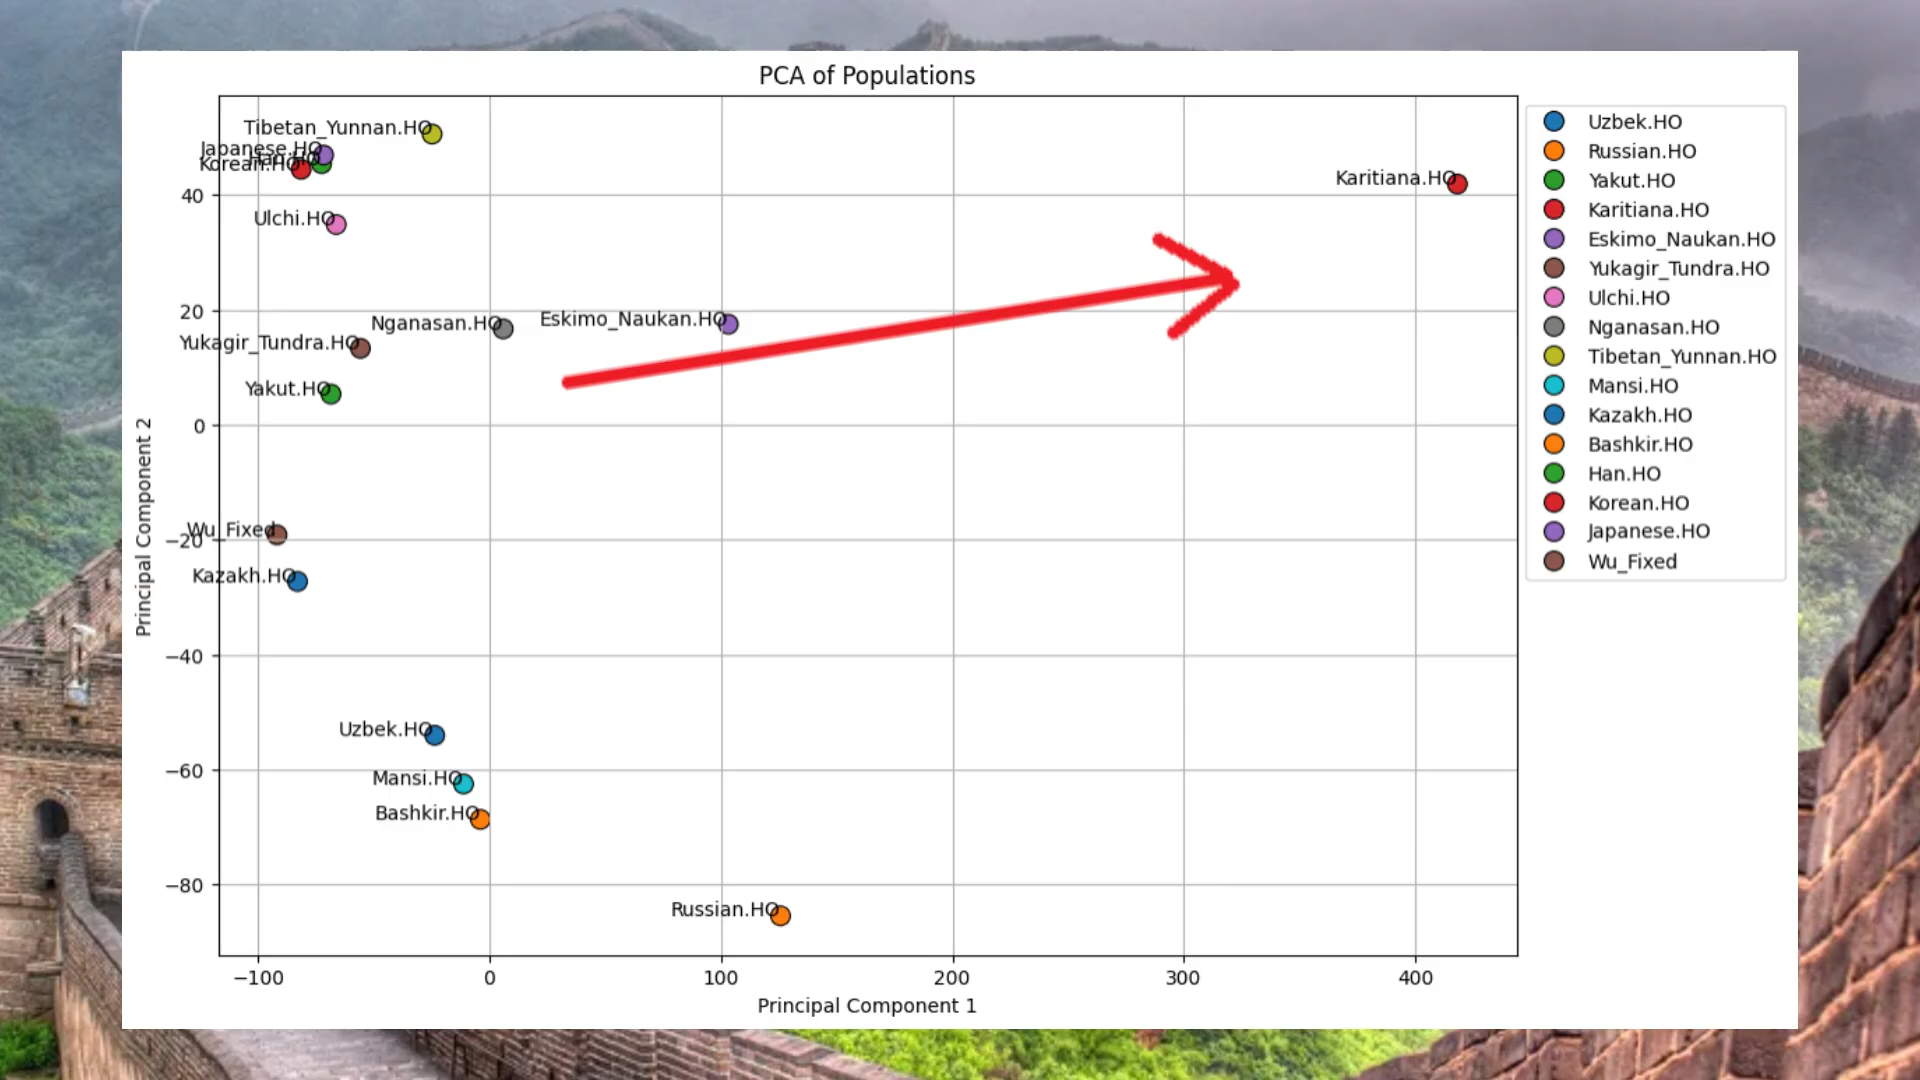 PCA of Populations
Tibetan_Yunnan.HO
Japanese.HO
Han.HO
Korean.HO
Karitiana.HO
Ulchi.HO
Nganasan.HO
Eskimo_Naukan.HO
Yukagir_Tundra.HO
Yakut.HO
Wu_Fixed
Kazakh.HO
Uzbek.HO
Mansi.HO
Bashkir.HO
Russian.HO
40
20
0
−20
−40
−60
−80
Principal Component 2
−100
0
100
200
300
400
Principal Component 1
Uzbek.HO
Russian.HO
Yakut.HO
Karitiana.HO
Eskimo_Naukan.HO
Yukagir_Tundra.HO
Ulchi.HO
Nganasan.HO
Tibetan_Yunnan.HO
Mansi.HO
Kazakh.HO
Bashkir.HO
Han.HO
Korean.HO
Japanese.HO
Wu_Fixed